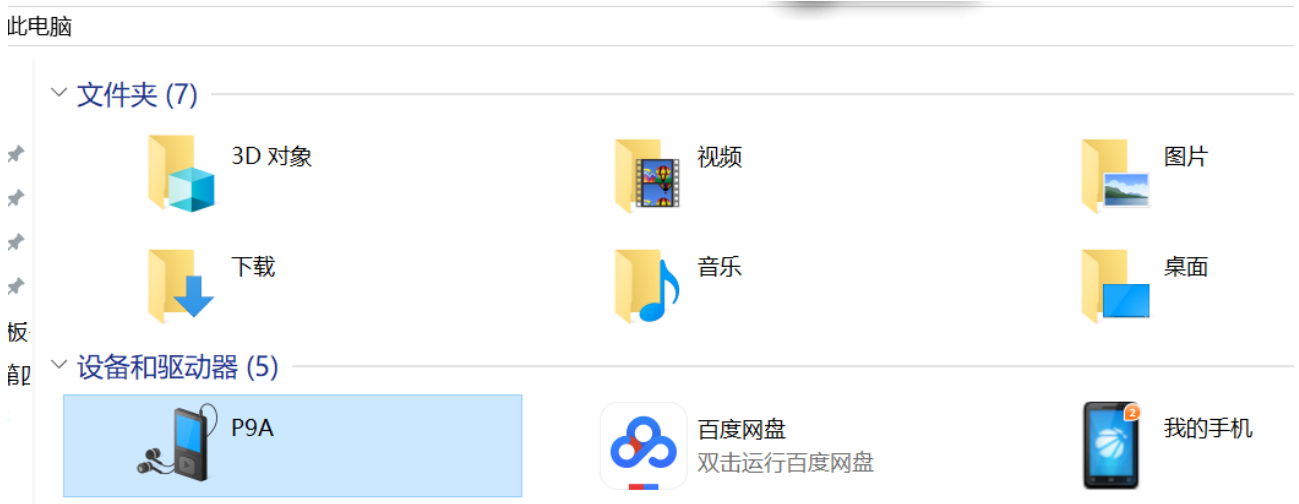 此电脑
文件夹 (7)
3D 对象
视频
图片
下载
音乐
桌面
板
设备和驱动器 (5)
P9A
百度网盘
双击运行百度网盘
2
我的手机